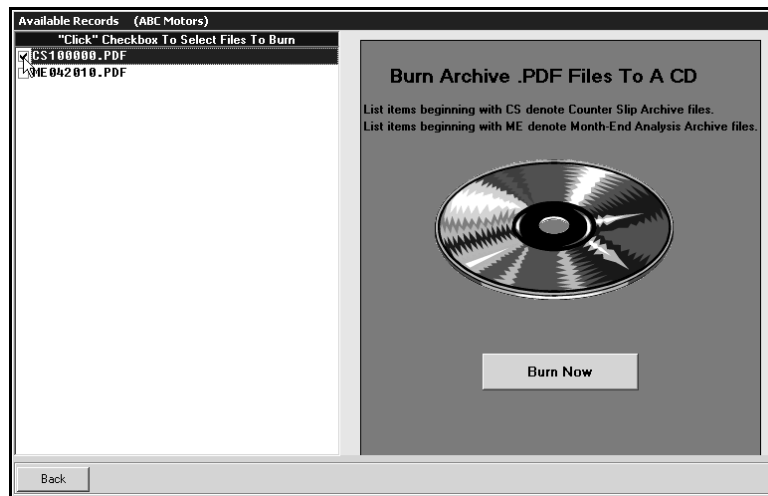 Available Records (ABC Motors)
"Click" Checkbox To Select Files To Burn
CS100000.PDF
ME042010.PDF
Burn Archive .PDF Files To A CD
List items beginning with CS denote Counter Slip Archive files.
List items beginning with ME denote Month-End Analysis Archive files.
Burn Now
Back